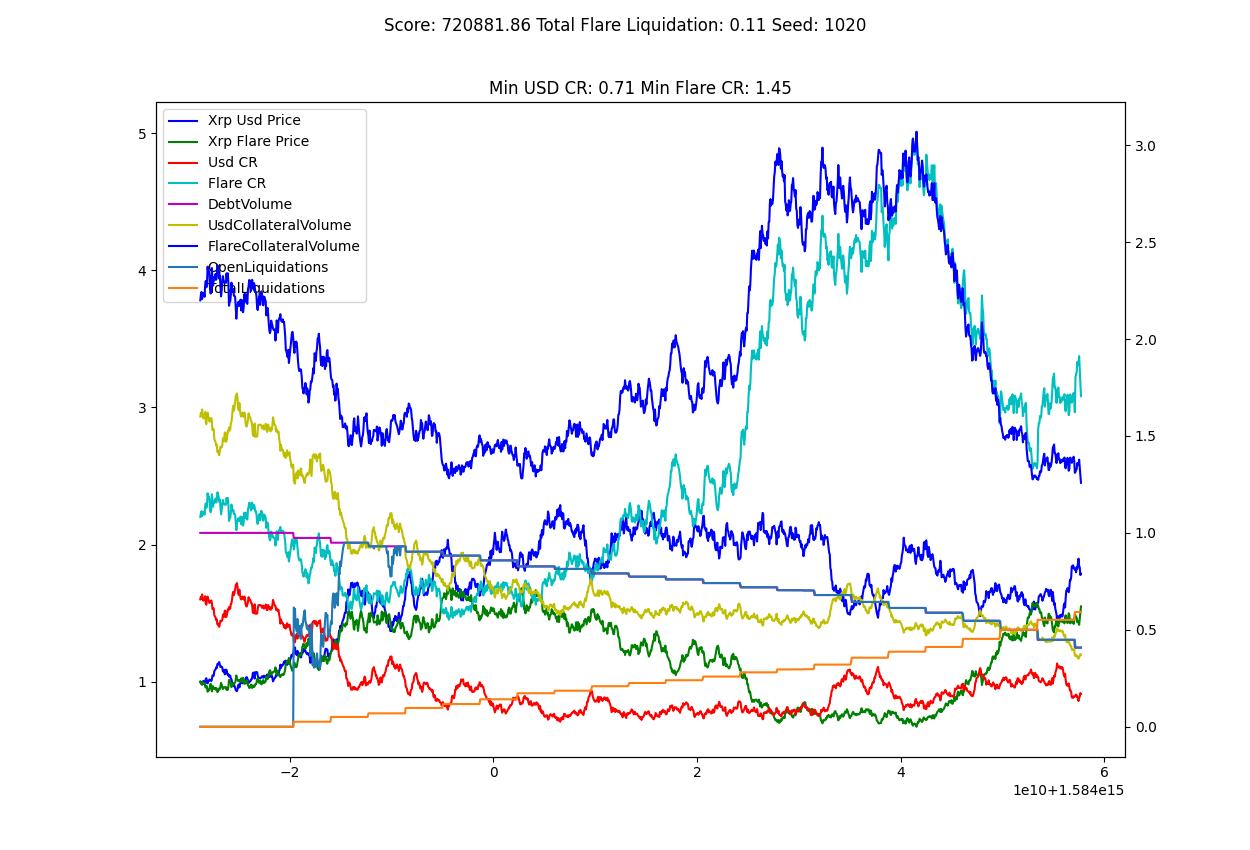 Score: 720881.86 Total Flare Liquidation: 0.11 Seed: 1020
Min USD CR: 0.71 Min Flare CR: 1.45
Xrp Usd Price
Xrp Flare Price
Usd CR
Flare CR
DebtVolume
UsdCollateralVolume
FlareCollateralVolume
OpenLiquidations
TotalLiquidations
5
4
3
2
1
3.0
2.5
2.0
1.5
1.0
0.5
0.0
−2
0
2
4
6
1e10+1.584e15